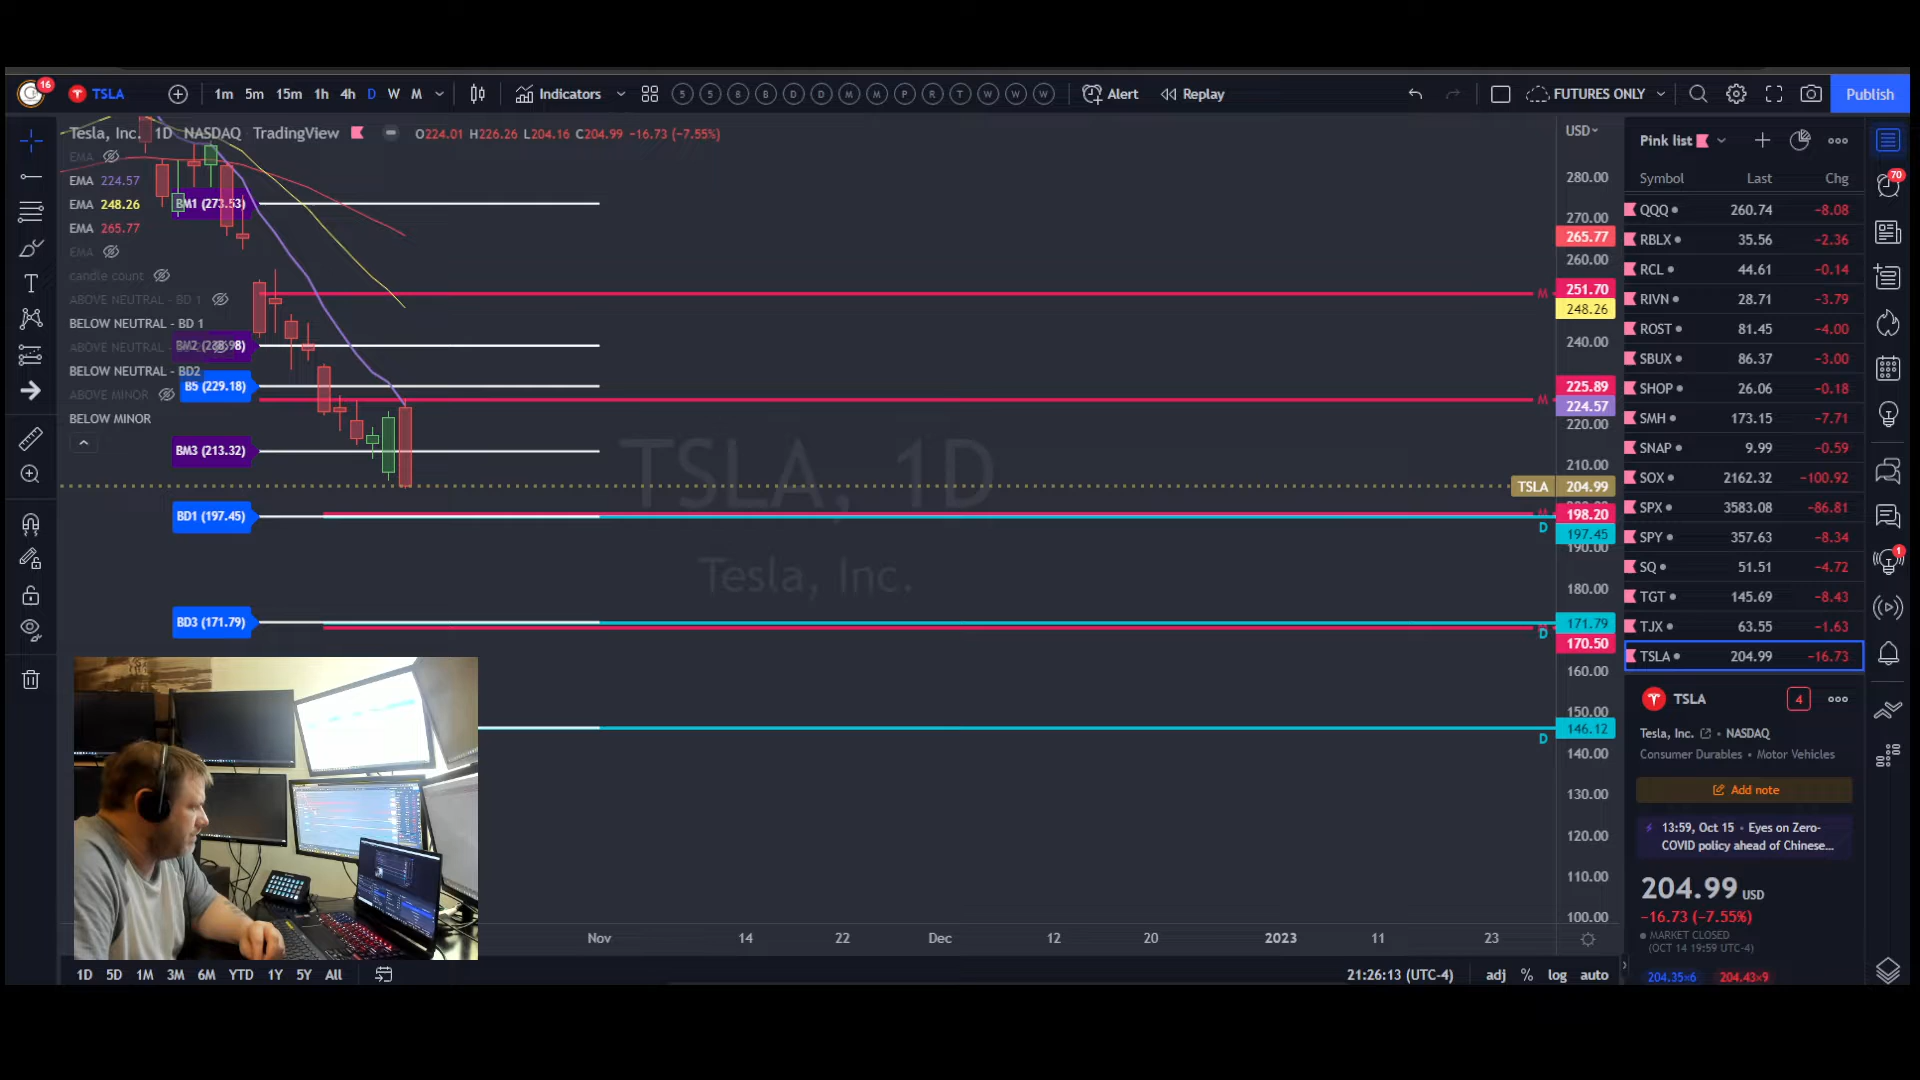 16
TSLA
1m 5m 15m 1h 4h D W M
Indicators
5 5 8 B D D M M P R T W W W
Alert
Replay
FUTURES ONLY
Publish
Tesla, Inc. 1D NASDAQ TradingView
O224.01 H226.26 L204.16 C204.99 −16.73 (−7.55%)
EMA
EMA 224.57
EMA 248.26
EMA 265.77
EMA
candle count
ABOVE NEUTRAL - BD 1
BELOW NEUTRAL - BD 1
ABOVE NEUTRAL
BELOW NEUTRAL - BD2
ABOVE MINOR
BELOW MINOR
BM1 (273.53)
B5 (229.18)
BM3 (213.32)
BD1 (197.45)
BD3 (171.79)
TSLA, 1D
Tesla, Inc.
USD
280.00
270.00
265.77
260.00
M 251.70
248.26
240.00
225.89
M
224.57
220.00
210.00
TSLA 204.99
198.20
D 197.45
190.00
180.00
171.79
D
170.50
160.00
150.00
146.12
D
140.00
130.00
120.00
110.00
100.00
Nov 14 22 Dec 12 20 2023 11 23
1D 5D 1M 3M 6M YTD 1Y 5Y All
21:26:13 (UTC-4) adj % log auto
Pink list
Symbol Last Chg
QQQ 260.74 −8.08
RBLX 35.56 −2.36
RCL 44.61 −0.14
RIVN 28.71 −3.79
ROST 81.45 −4.00
SBUX 86.37 −3.00
SHOP 26.06 −0.18
SMH 173.15 −7.71
SNAP 9.99 −0.59
SOX 2162.32 −100.92
SPX 3583.08 −86.81
SPY 357.63 −8.34
SQ 51.51 −4.72
TGT 145.69 −8.43
TJX 63.55 −1.63
TSLA 204.99 −16.73
TSLA 4
Tesla, Inc. • NASDAQ
Consumer Durables • Motor Vehicles
Add note
13:59, Oct 15 • Eyes on Zero-
COVID policy ahead of Chinese...
204.99 USD
−16.73 (−7.55%)
MARKET CLOSED
(OCT 14 19:59 UTC-4)
204.35×6 204.43×9
70
1